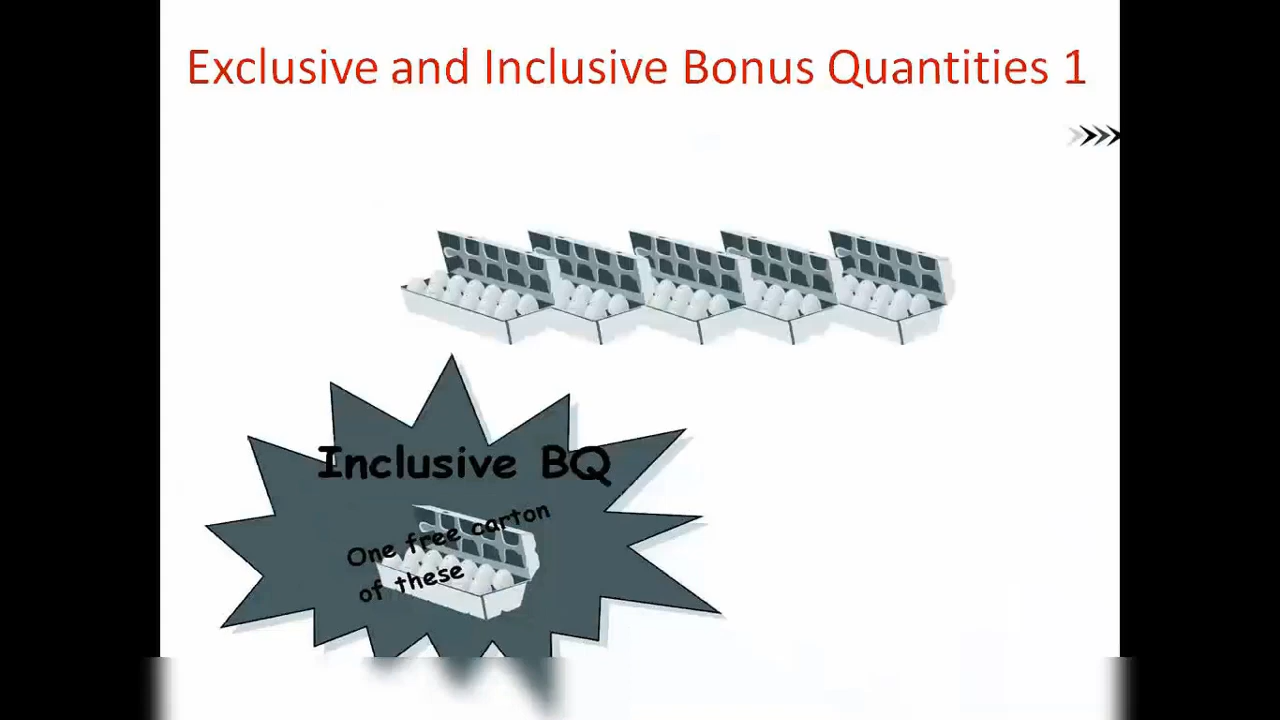 Exclusive and Inclusive Bonus Quantities 1
Inclusive BQ
One free carton
of these